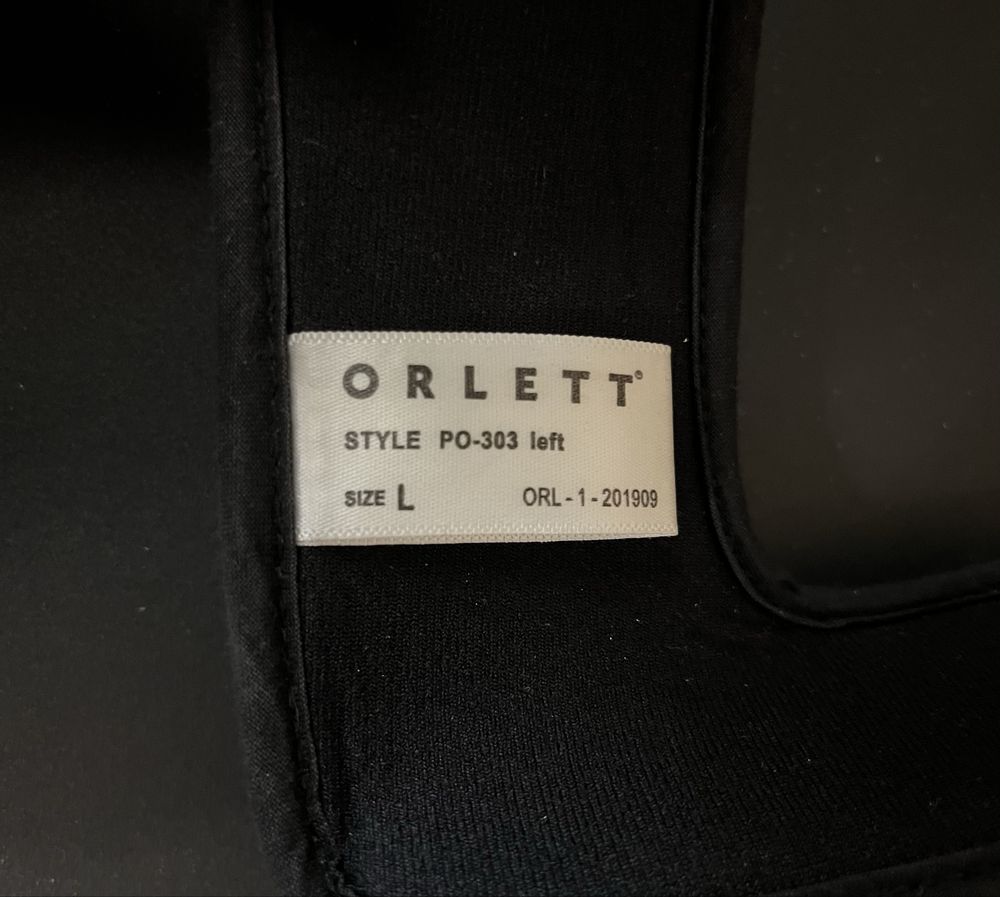 ORLETT®
STYLE PO-303 left
SIZE L ORL - 1 - 201909